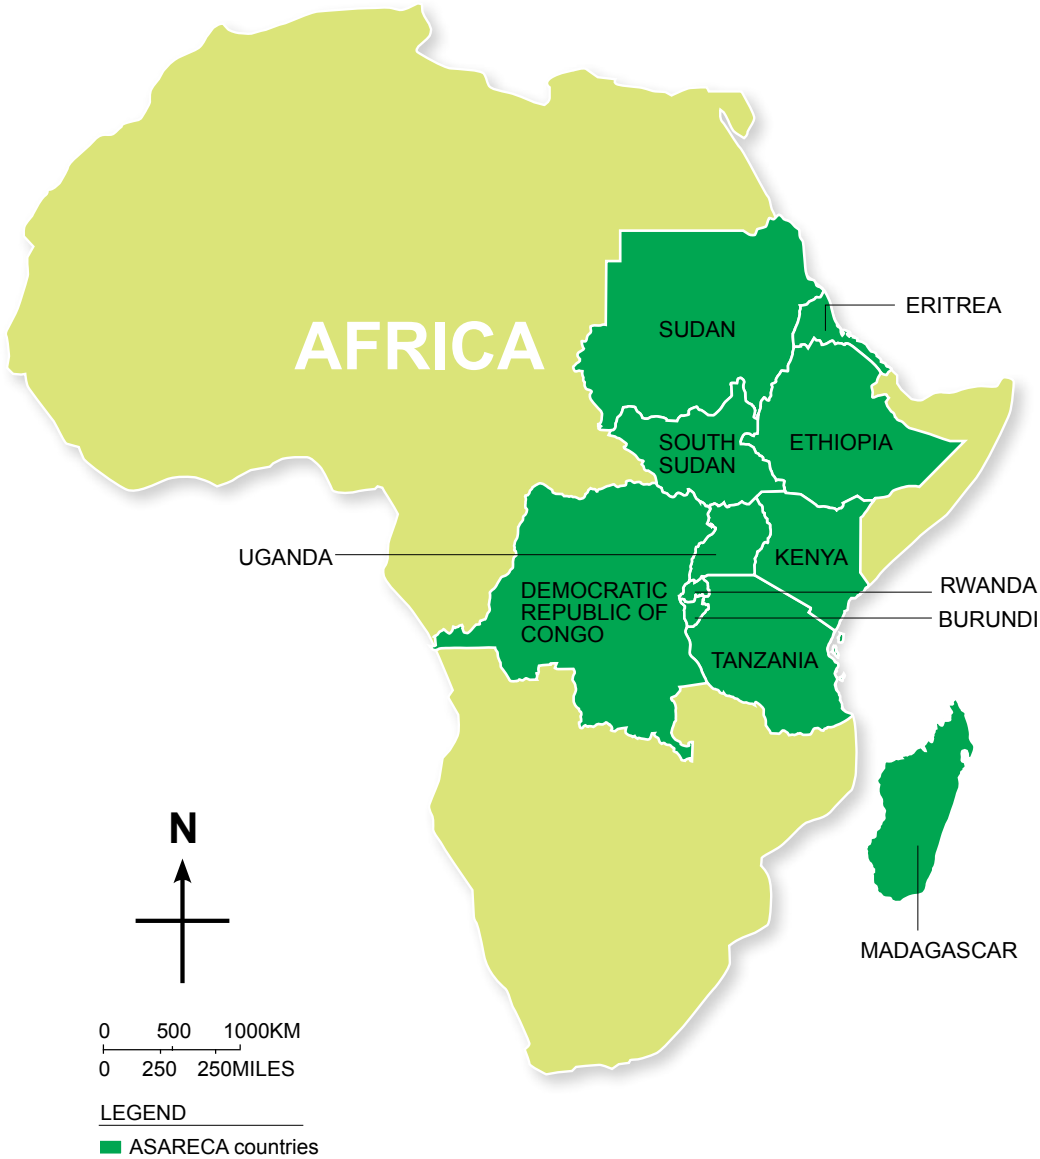 ERITREA
SUDAN
AFRICA
SOUTH
SUDAN
ETHIOPIA
UGANDA
KENYA
DEMOCRATIC
REPUBLIC OF
CONGO
RWANDA
BURUNDI
TANZANIA
MADAGASCAR
N
0 500 1000KM
0 250 250MILES
LEGEND
ASARECA countries